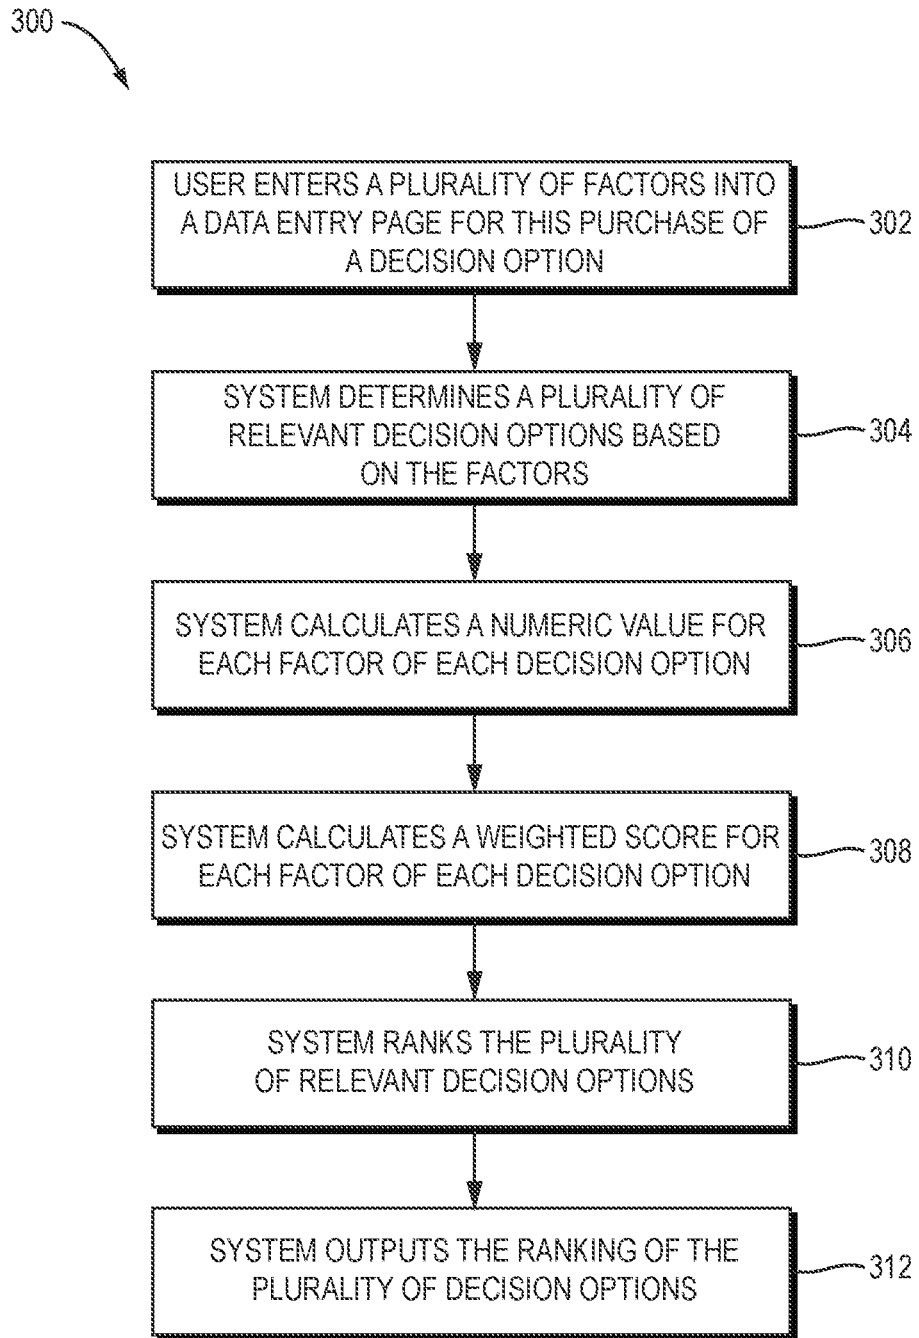 300
USER ENTERS A PLURALITY OF FACTORS INTO
A DATA ENTRY PAGE FOR THIS PURCHASE OF
A DECISION OPTION
302
SYSTEM DETERMINES A PLURALITY OF
RELEVANT DECISION OPTIONS BASED
ON THE FACTORS
304
SYSTEM CALCULATES A NUMERIC VALUE FOR
EACH FACTOR OF EACH DECISION OPTION
306
SYSTEM CALCULATES A WEIGHTED SCORE FOR
EACH FACTOR OF EACH DECISION OPTION
308
SYSTEM RANKS THE PLURALITY
OF RELEVANT DECISION OPTIONS
310
SYSTEM OUTPUTS THE RANKING OF THE
PLURALITY OF DECISION OPTIONS
312